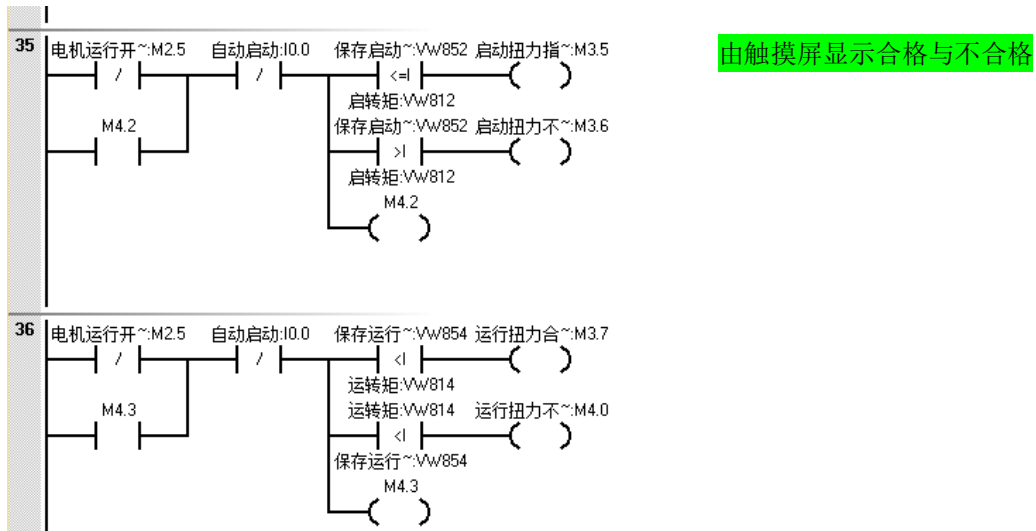 35
电机运行开~:M2.5 自动启动:I0.0 保存启动~:VW852 启动扭力指~:M3.5
由触摸屏显示合格与不合格
/ / <=I
启转矩:VW812
M4.2 保存启动~:VW852 启动扭力不~:M3.6
>I
启转矩:VW812
M4.2
36
电机运行开~:M2.5 自动启动:I0.0 保存运行~:VW854 运行扭力合~:M3.7
/ / <I
运转矩:VW814
M4.3 运转矩:VW814 运行扭力不~:M4.0
<I
保存运行~:VW854
M4.3